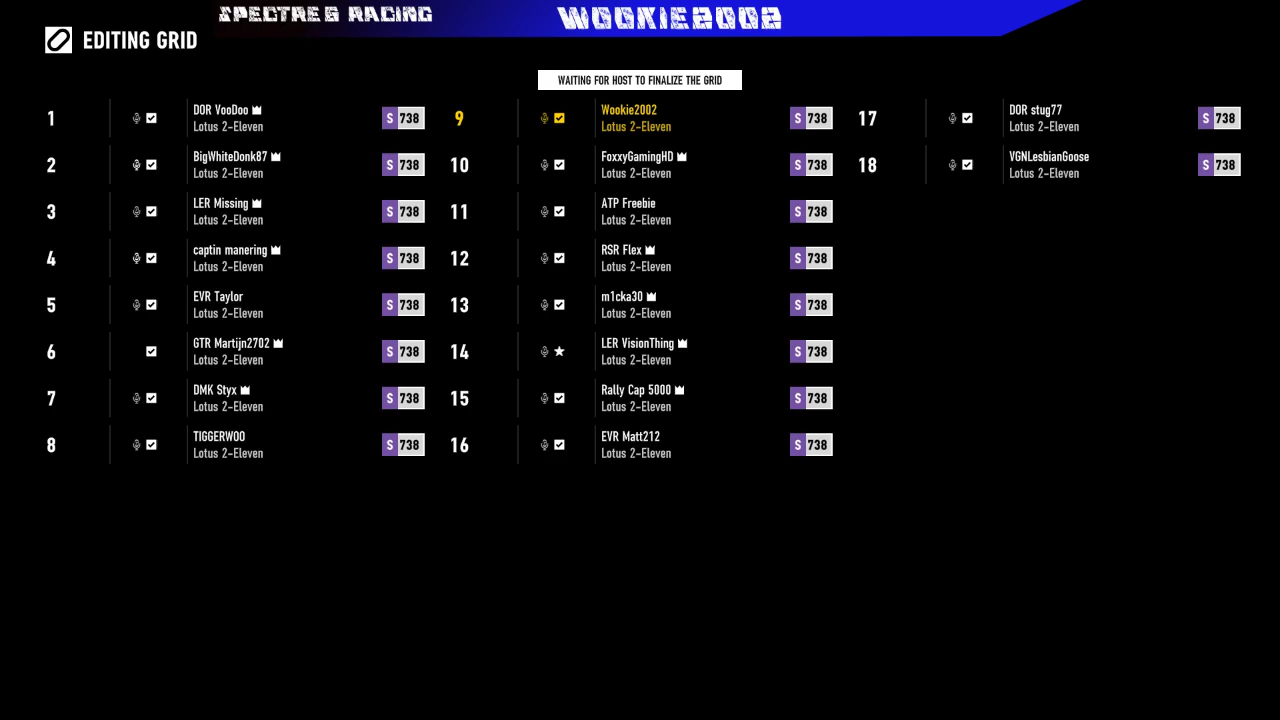 SPECTRE6 RACING
WOOKIE2002
EDITING GRID
WAITING FOR HOST TO FINALIZE THE GRID
1 DOR VooDoo S 738
Lotus 2-Eleven
2 BigWhiteDonk87 S 738
Lotus 2-Eleven
3 LER Missing S 738
Lotus 2-Eleven
4 captin manering S 738
Lotus 2-Eleven
5 EVR Taylor S 738
Lotus 2-Eleven
6 GTR Martijn2702 S 738
Lotus 2-Eleven
7 DMK Styx S 738
Lotus 2-Eleven
8 TIGGERWOO S 738
Lotus 2-Eleven
9 Wookie2002 S 738
Lotus 2-Eleven
10 FoxxyGamingHD S 738
Lotus 2-Eleven
11 ATP Freebie S 738
Lotus 2-Eleven
12 RSR Flex S 738
Lotus 2-Eleven
13 m1cka30 S 738
Lotus 2-Eleven
14 LER VisionThing S 738
Lotus 2-Eleven
15 Rally Cap 5000 S 738
Lotus 2-Eleven
16 EVR Matt212 S 738
Lotus 2-Eleven
17 DOR stug77 S 738
Lotus 2-Eleven
18 VGNLesbianGoose S 738
Lotus 2-Eleven